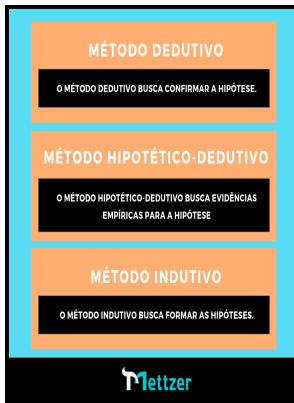 MÉTODO DEDUTIVO
O MÉTODO DEDUTIVO BUSCA CONFIRMAR A HIPÓTESE.
MÉTODO HIPOTÉTICO-DEDUTIVO
O MÉTODO HIPOTÉTICO-DEDUTIVO BUSCA EVIDÊNCIAS
EMPÍRICAS PARA A HIPÓTESE
MÉTODO INDUTIVO
O MÉTODO INDUTIVO BUSCA FORMAR AS HIPÓTESES.
Mettzer